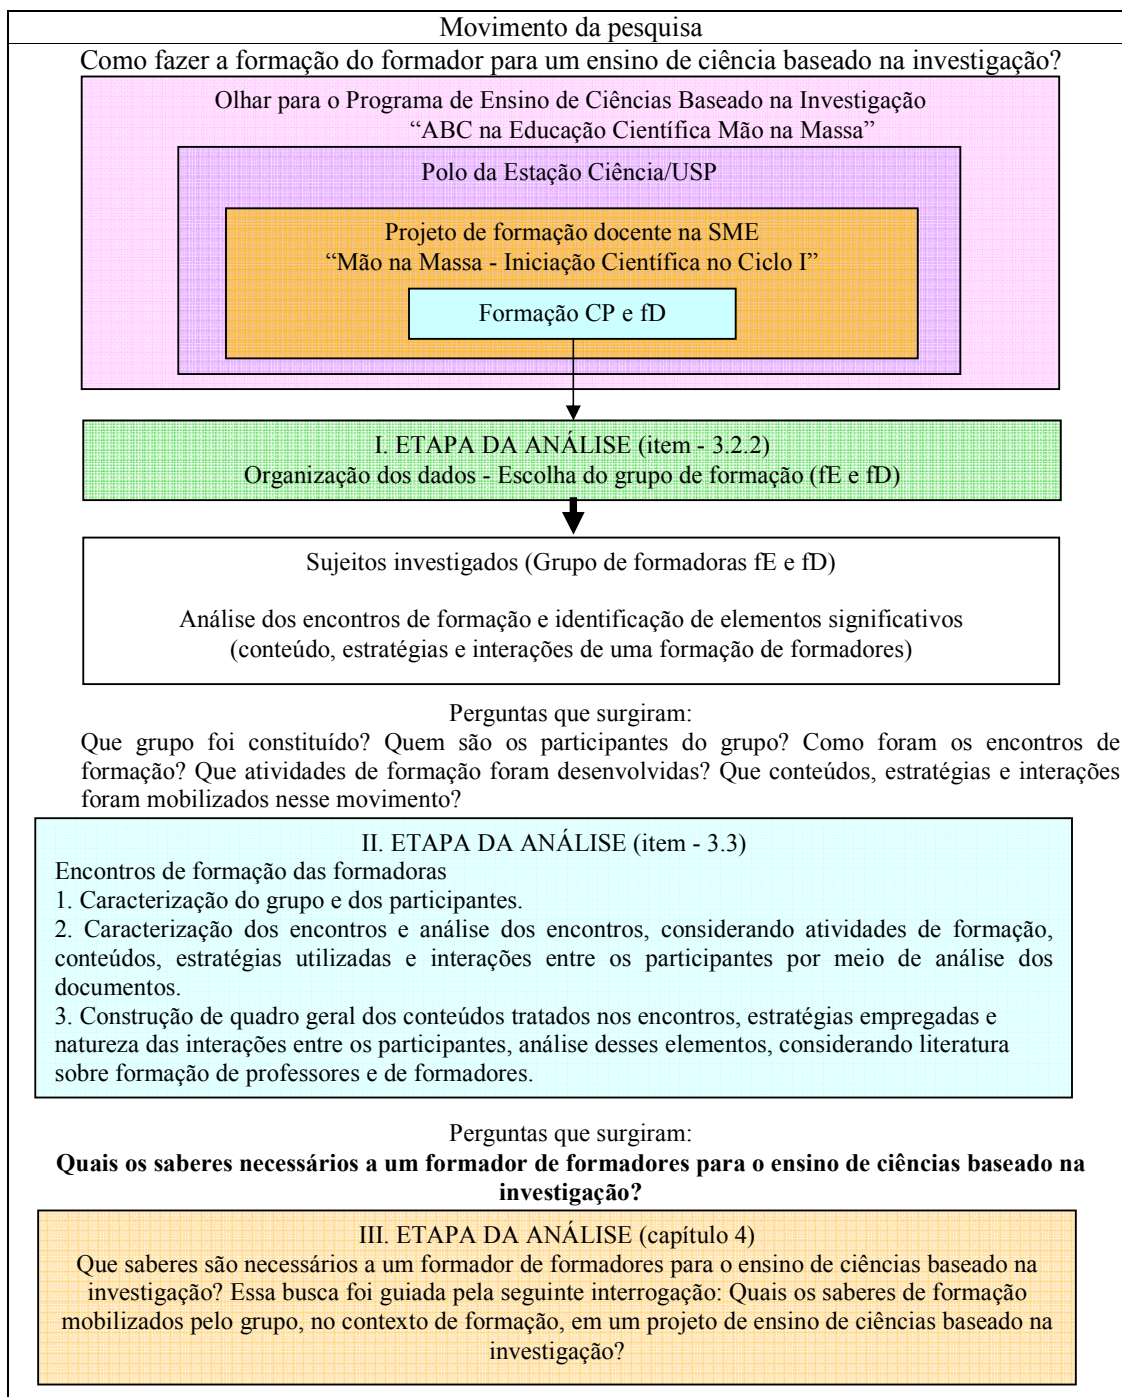 Movimento da pesquisa
Como fazer a formação do formador para um ensino de ciência baseado na investigação?
Olhar para o Programa de Ensino de Ciências Baseado na Investigação
“ABC na Educação Científica Mão na Massa”
Polo da Estação Ciência/USP
Projeto de formação docente na SME
“Mão na Massa - Iniciação Científica no Ciclo I”
Formação CP e fD
I. ETAPA DA ANÁLISE (item - 3.2.2)
Organização dos dados - Escolha do grupo de formação (fE e fD)
Sujeitos investigados (Grupo de formadoras fE e fD)
Análise dos encontros de formação e identificação de elementos significativos
(conteúdo, estratégias e interações de uma formação de formadores)
Perguntas que surgiram:
Que grupo foi constituído? Quem são os participantes do grupo? Como foram os encontros de
formação? Que atividades de formação foram desenvolvidas? Que conteúdos, estratégias e interações
foram mobilizados nesse movimento?
II. ETAPA DA ANÁLISE (item - 3.3)
Encontros de formação das formadoras
1. Caracterização do grupo e dos participantes.
2. Caracterização dos encontros e análise dos encontros, considerando atividades de formação,
conteúdos, estratégias utilizadas e interações entre os participantes por meio de análise dos
documentos.
3. Construção de quadro geral dos conteúdos tratados nos encontros, estratégias empregadas e
natureza das interações entre os participantes, análise desses elementos, considerando literatura
sobre formação de professores e de formadores.
Perguntas que surgiram:
Quais os saberes necessários a um formador de formadores para o ensino de ciências baseado na
investigação?
III. ETAPA DA ANÁLISE (capítulo 4)
Que saberes são necessários a um formador de formadores para o ensino de ciências baseado na
investigação? Essa busca foi guiada pela seguinte interrogação: Quais os saberes de formação
mobilizados pelo grupo, no contexto de formação, em um projeto de ensino de ciências baseado na
investigação?